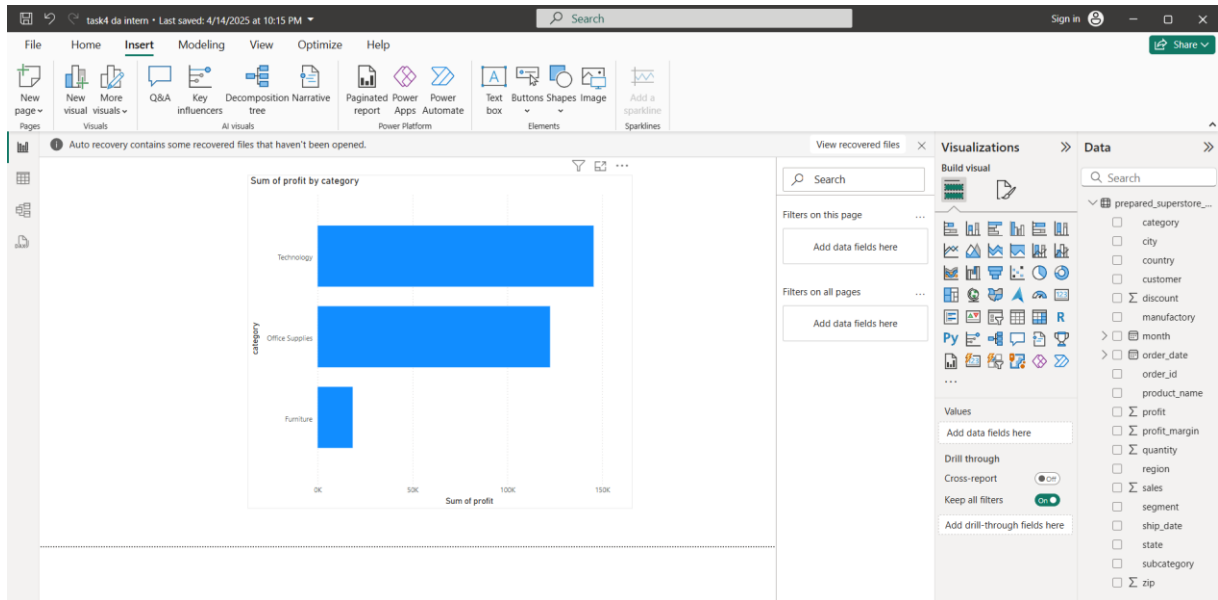 task4 da intern • Last saved: 4/14/2025 at 10:15 PM
Search
Sign in
File Home Insert Modeling View Optimize Help
Share
New page
New visual
More visuals
Q&A
Key influencers
Decomposition tree
Narrative
Paginated report
Power Apps
Power Automate
Text box
Buttons
Shapes
Image
Add a sparkline
Pages
Visuals
AI visuals
Power Platform
Elements
Sparklines
Auto recovery contains some recovered files that haven't been opened.
View recovered files
Sum of profit by category
category
Technology
Office Supplies
Furniture
0K 50K 100K 150K
Sum of profit
Search
Filters on this page
...
Add data fields here
Filters on all pages
...
Add data fields here
Visualizations
Build visual
R
Py
...
Values
Add data fields here
Drill through
Cross-report
Off
Keep all filters
On
Add drill-through fields here
Data
Search
prepared_superstore_...
category
city
country
customer
∑ discount
manufactory
month
order_date
order_id
product_name
∑ profit
∑ profit_margin
∑ quantity
region
∑ sales
segment
ship_date
state
subcategory
∑ zip